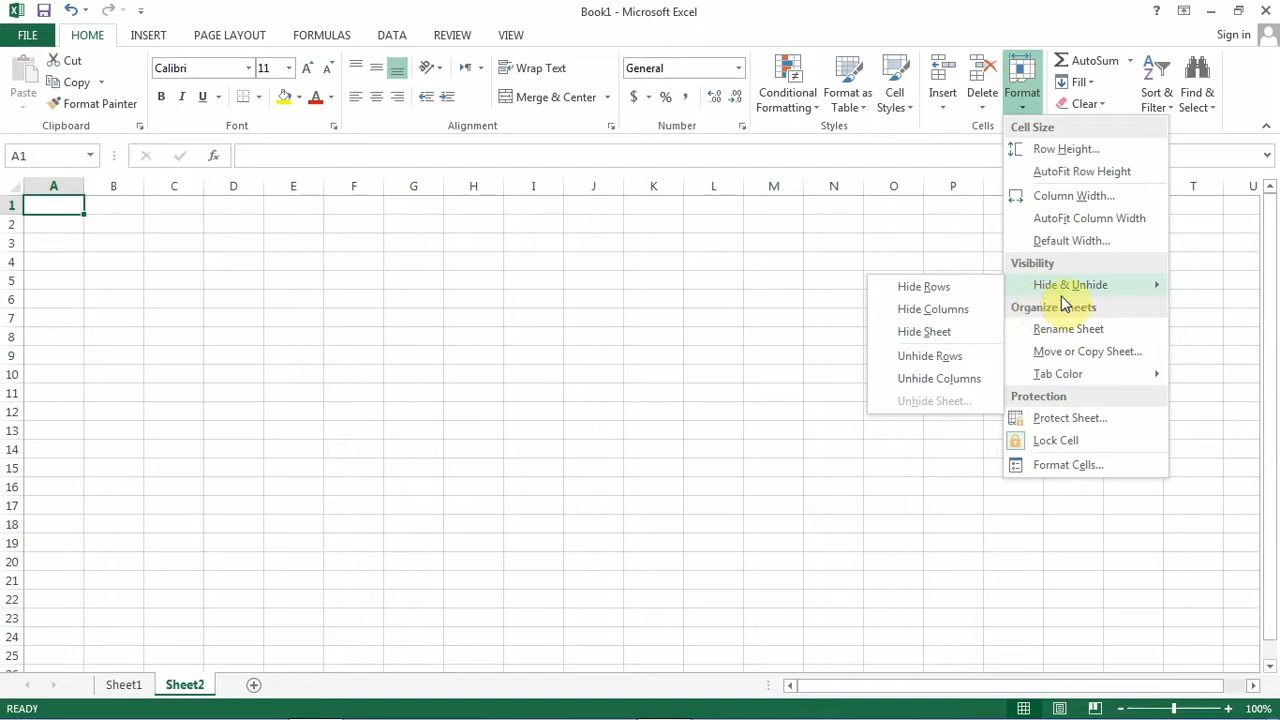 Book1 - Microsoft Excel
?
FILE HOME INSERT PAGE LAYOUT FORMULAS DATA REVIEW VIEW Sign in
Paste
Cut
Copy
Format Painter
Clipboard
Calibri 11
B I U
Font
Wrap Text
Merge & Center
Alignment
General
$ % ,
Number
Conditional Formatting
Format as Table
Cell Styles
Styles
Insert
Delete
Format
Cells
AutoSum
Fill
Clear
Sort & Filter
Find & Select
A1
fx
A B C D E F G H I J K L M N O P T U
1
2
3
4
5
6
7
8
9
10
11
12
13
14
15
16
17
18
19
20
21
22
23
24
25
Cell Size
Row Height...
AutoFit Row Height
Column Width...
AutoFit Column Width
Default Width...
Visibility
Hide & Unhide
Organize Sheets
Rename Sheet
Move or Copy Sheet...
Tab Color
Protection
Protect Sheet...
Lock Cell
Format Cells...
Hide Rows
Hide Columns
Hide Sheet
Unhide Rows
Unhide Columns
Unhide Sheet...
Sheet1 Sheet2
READY 100%